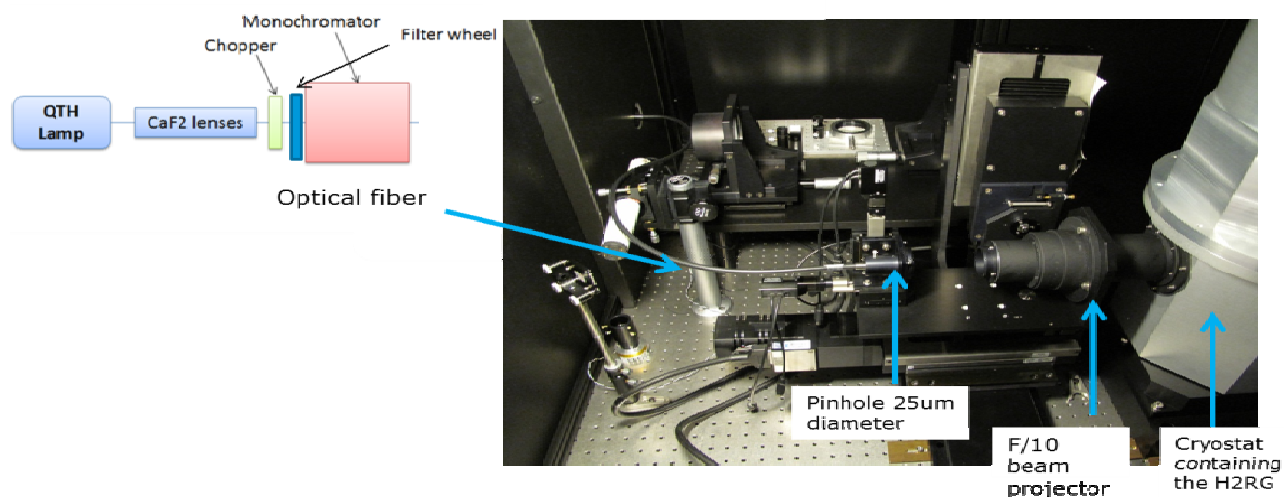 Monochromator
Chopper
Filter wheel
QTH
Lamp
CaF2 lenses
Optical fiber
Pinhole 25um
diameter
F/10
beam
projector
Cryostat
containing
the H2RG